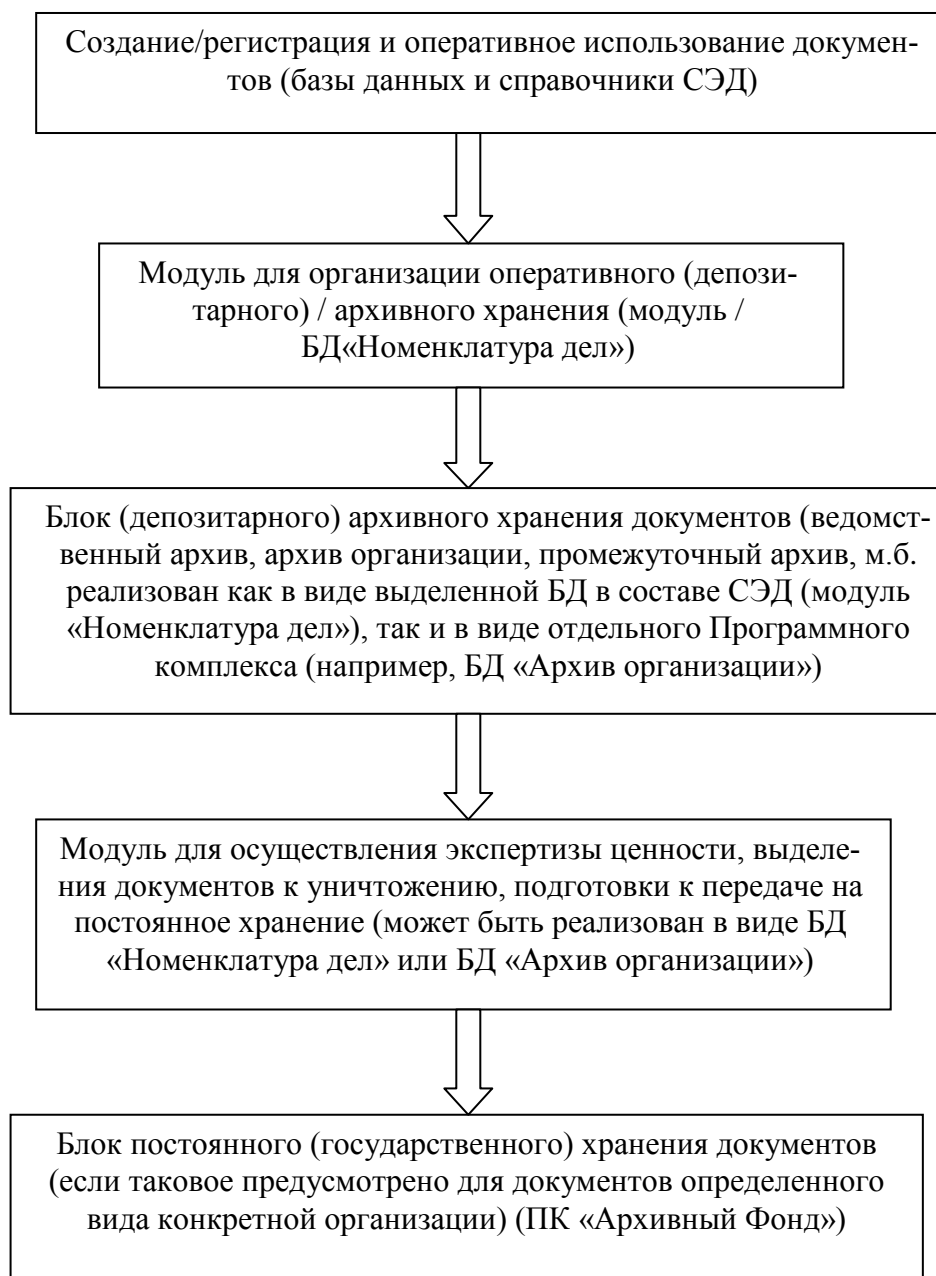 Создание/регистрация и оперативное использование докумен-
тов (базы данных и справочники СЭД)
Модуль для организации оперативного (депози-
тарного) / архивного хранения (модуль /
БД«Номенклатура дел»)
Блок (депозитарного) архивного хранения документов (ведомст-
венный архив, архив организации, промежуточный архив, м.б.
реализован как в виде выделенной БД в составе СЭД (модуль
«Номенклатура дел»), так и в виде отдельного Программного
комплекса (например, БД «Архив организации»)
Модуль для осуществления экспертизы ценности, выделе-
ния документов к уничтожению, подготовки к передаче на
постоянное хранение (может быть реализован в виде БД
«Номенклатура дел» или БД «Архив организации»)
Блок постоянного (государственного) хранения документов
(если таковое предусмотрено для документов определенного
вида конкретной организации) (ПК «Архивный Фонд»)